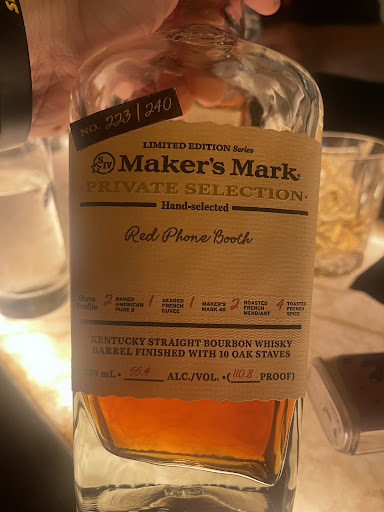 NO. 223 | 240
LIMITED EDITION Series
S IV Maker's Mark®
PRIVATE SELECTION
Hand-selected
Red Phone Booth
Stave Profile 2 BAKED AMERICAN PURE 2 1 SEARED FRENCH CUVEE 1 MAKER'S MARK 46 2 ROASTED FRENCH MENDIANT 4 TOASTED FRENCH SPICE
KENTUCKY STRAIGHT BOURBON WHISKY
BARREL FINISHED WITH 10 OAK STAVES
750 mL • 55.4 ALC./VOL. • (110.8 PROOF)